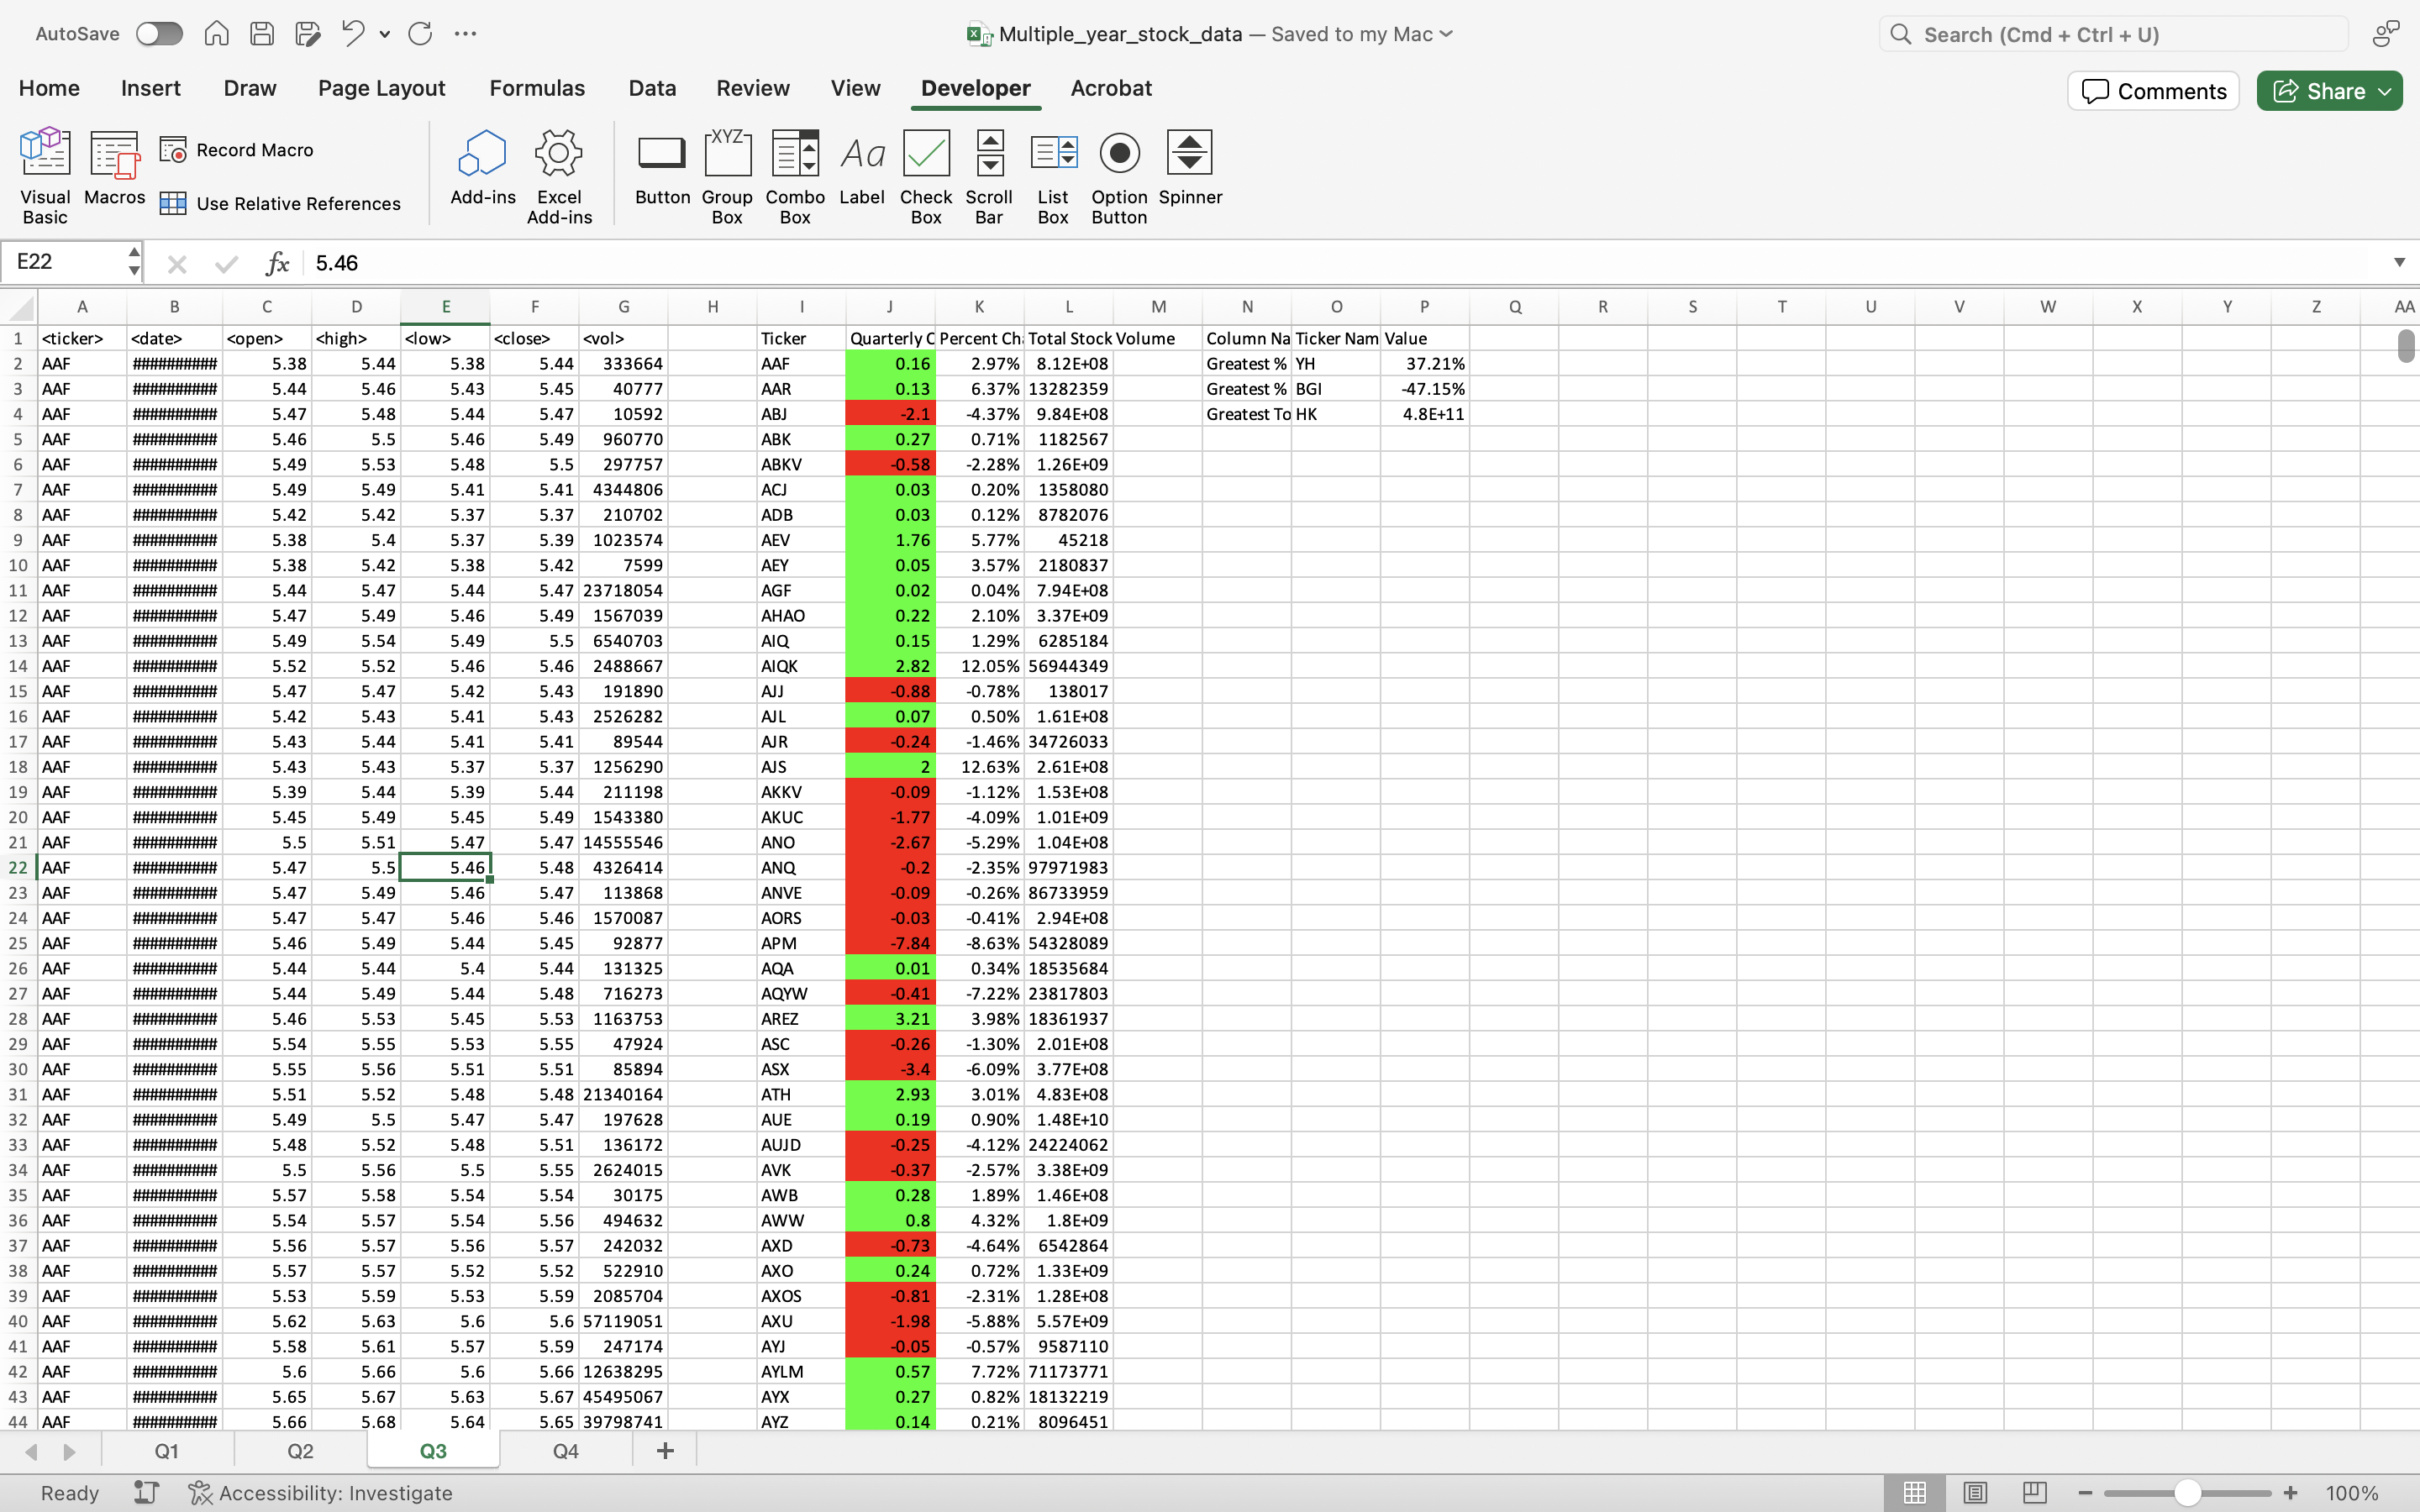 AutoSave
Multiple_year_stock_data — Saved to my Mac
Search (Cmd + Ctrl + U)
Home Insert Draw Page Layout Formulas Data Review View Developer Acrobat
Comments Share
Visual Basic
Macros
Record Macro
Use Relative References
Add-ins
Excel Add-ins
Button
XYZ
Group Box
Combo Box
Aa
Label
Check Box
Scroll Bar
List Box
Option Button
Spinner
E22 fx 5.46
A B C D E F G H I J K L M N O P Q R S T U V W X Y Z AA
1 <ticker> <date> <open> <high> <low> <close> <vol> Ticker Quarterly C Percent Ch Total Stock Volume Column Na Ticker Nam Value
2 AAF ########### 5.38 5.44 5.38 5.44 333664 AAF 0.16 2.97% 8.12E+08 Greatest % YH 37.21%
3 AAF ########### 5.44 5.46 5.43 5.45 40777 AAR 0.13 6.37% 13282359 Greatest % BGI -47.15%
4 AAF ########### 5.47 5.48 5.44 5.47 10592 ABJ -2.1 -4.37% 9.84E+08 Greatest To HK 4.8E+11
5 AAF ########### 5.46 5.5 5.46 5.49 960770 ABK 0.27 0.71% 1182567
6 AAF ########### 5.49 5.53 5.48 5.5 297757 ABKV -0.58 -2.28% 1.26E+09
7 AAF ########### 5.49 5.49 5.41 5.41 4344806 ACJ 0.03 0.20% 1358080
8 AAF ########### 5.42 5.42 5.37 5.37 210702 ADB 0.03 0.12% 8782076
9 AAF ########### 5.38 5.4 5.37 5.39 1023574 AEV 1.76 5.77% 45218
10 AAF ########### 5.38 5.42 5.38 5.42 7599 AEY 0.05 3.57% 2180837
11 AAF ########### 5.44 5.47 5.44 5.47 23718054 AGF 0.02 0.04% 7.94E+08
12 AAF ########### 5.47 5.49 5.46 5.49 1567039 AHAO 0.22 2.10% 3.37E+09
13 AAF ########### 5.49 5.54 5.49 5.5 6540703 AIQ 0.15 1.29% 6285184
14 AAF ########### 5.52 5.52 5.46 5.46 2488667 AIQK 2.82 12.05% 56944349
15 AAF ########### 5.47 5.47 5.42 5.43 191890 AJJ -0.88 -0.78% 138017
16 AAF ########### 5.42 5.43 5.41 5.43 2526282 AJL 0.07 0.50% 1.61E+08
17 AAF ########### 5.43 5.44 5.41 5.41 89544 AJR -0.24 -1.46% 34726033
18 AAF ########### 5.43 5.43 5.37 5.37 1256290 AJS 2 12.63% 2.61E+08
19 AAF ########### 5.39 5.44 5.39 5.44 211198 AKKV -0.09 -1.12% 1.53E+08
20 AAF ########### 5.45 5.49 5.45 5.49 1543380 AKUC -1.77 -4.09% 1.01E+09
21 AAF ########### 5.5 5.51 5.47 5.47 14555546 ANO -2.67 -5.29% 1.04E+08
22 AAF ########### 5.47 5.5 5.46 5.48 4326414 ANQ -0.2 -2.35% 97971983
23 AAF ########### 5.47 5.49 5.46 5.47 113868 ANVE -0.09 -0.26% 86733959
24 AAF ########### 5.47 5.47 5.46 5.46 1570087 AORS -0.03 -0.41% 2.94E+08
25 AAF ########### 5.46 5.49 5.44 5.45 92877 APM -7.84 -8.63% 54328089
26 AAF ########### 5.44 5.44 5.4 5.44 131325 AQA 0.01 0.34% 18535684
27 AAF ########### 5.44 5.49 5.44 5.48 716273 AQYW -0.41 -7.22% 23817803
28 AAF ########### 5.46 5.53 5.45 5.53 1163753 AREZ 3.21 3.98% 18361937
29 AAF ########### 5.54 5.55 5.53 5.55 47924 ASC -0.26 -1.30% 2.01E+08
30 AAF ########### 5.55 5.56 5.51 5.51 85894 ASX -3.4 -6.09% 3.77E+08
31 AAF ########### 5.51 5.52 5.48 5.48 21340164 ATH 2.93 3.01% 4.83E+08
32 AAF ########### 5.49 5.5 5.47 5.47 197628 AUE 0.19 0.90% 1.48E+10
33 AAF ########### 5.48 5.52 5.48 5.51 136172 AUJD -0.25 -4.12% 24224062
34 AAF ########### 5.5 5.56 5.5 5.55 2624015 AVK -0.37 -2.57% 3.38E+09
35 AAF ########### 5.57 5.58 5.54 5.54 30175 AWB 0.28 1.89% 1.46E+08
36 AAF ########### 5.54 5.57 5.54 5.56 494632 AWW 0.8 4.32% 1.8E+09
37 AAF ########### 5.56 5.57 5.56 5.57 242032 AXD -0.73 -4.64% 6542864
38 AAF ########### 5.57 5.57 5.52 5.52 522910 AXO 0.24 0.72% 1.33E+09
39 AAF ########### 5.53 5.59 5.53 5.59 2085704 AXOS -0.81 -2.31% 1.28E+08
40 AAF ########### 5.62 5.63 5.6 5.6 57119051 AXU -1.98 -5.88% 5.57E+09
41 AAF ########### 5.58 5.61 5.57 5.59 247174 AYJ -0.05 -0.57% 9587110
42 AAF ########### 5.6 5.66 5.6 5.66 12638295 AYLM 0.57 7.72% 71173771
43 AAF ########### 5.65 5.67 5.63 5.67 45495067 AYX 0.27 0.82% 18132219
44 AAF ########### 5.66 5.68 5.64 5.65 39798741 AYZ 0.14 0.21% 8096451
Q1 Q2 Q3 Q4 +
Ready Accessibility: Investigate 100%